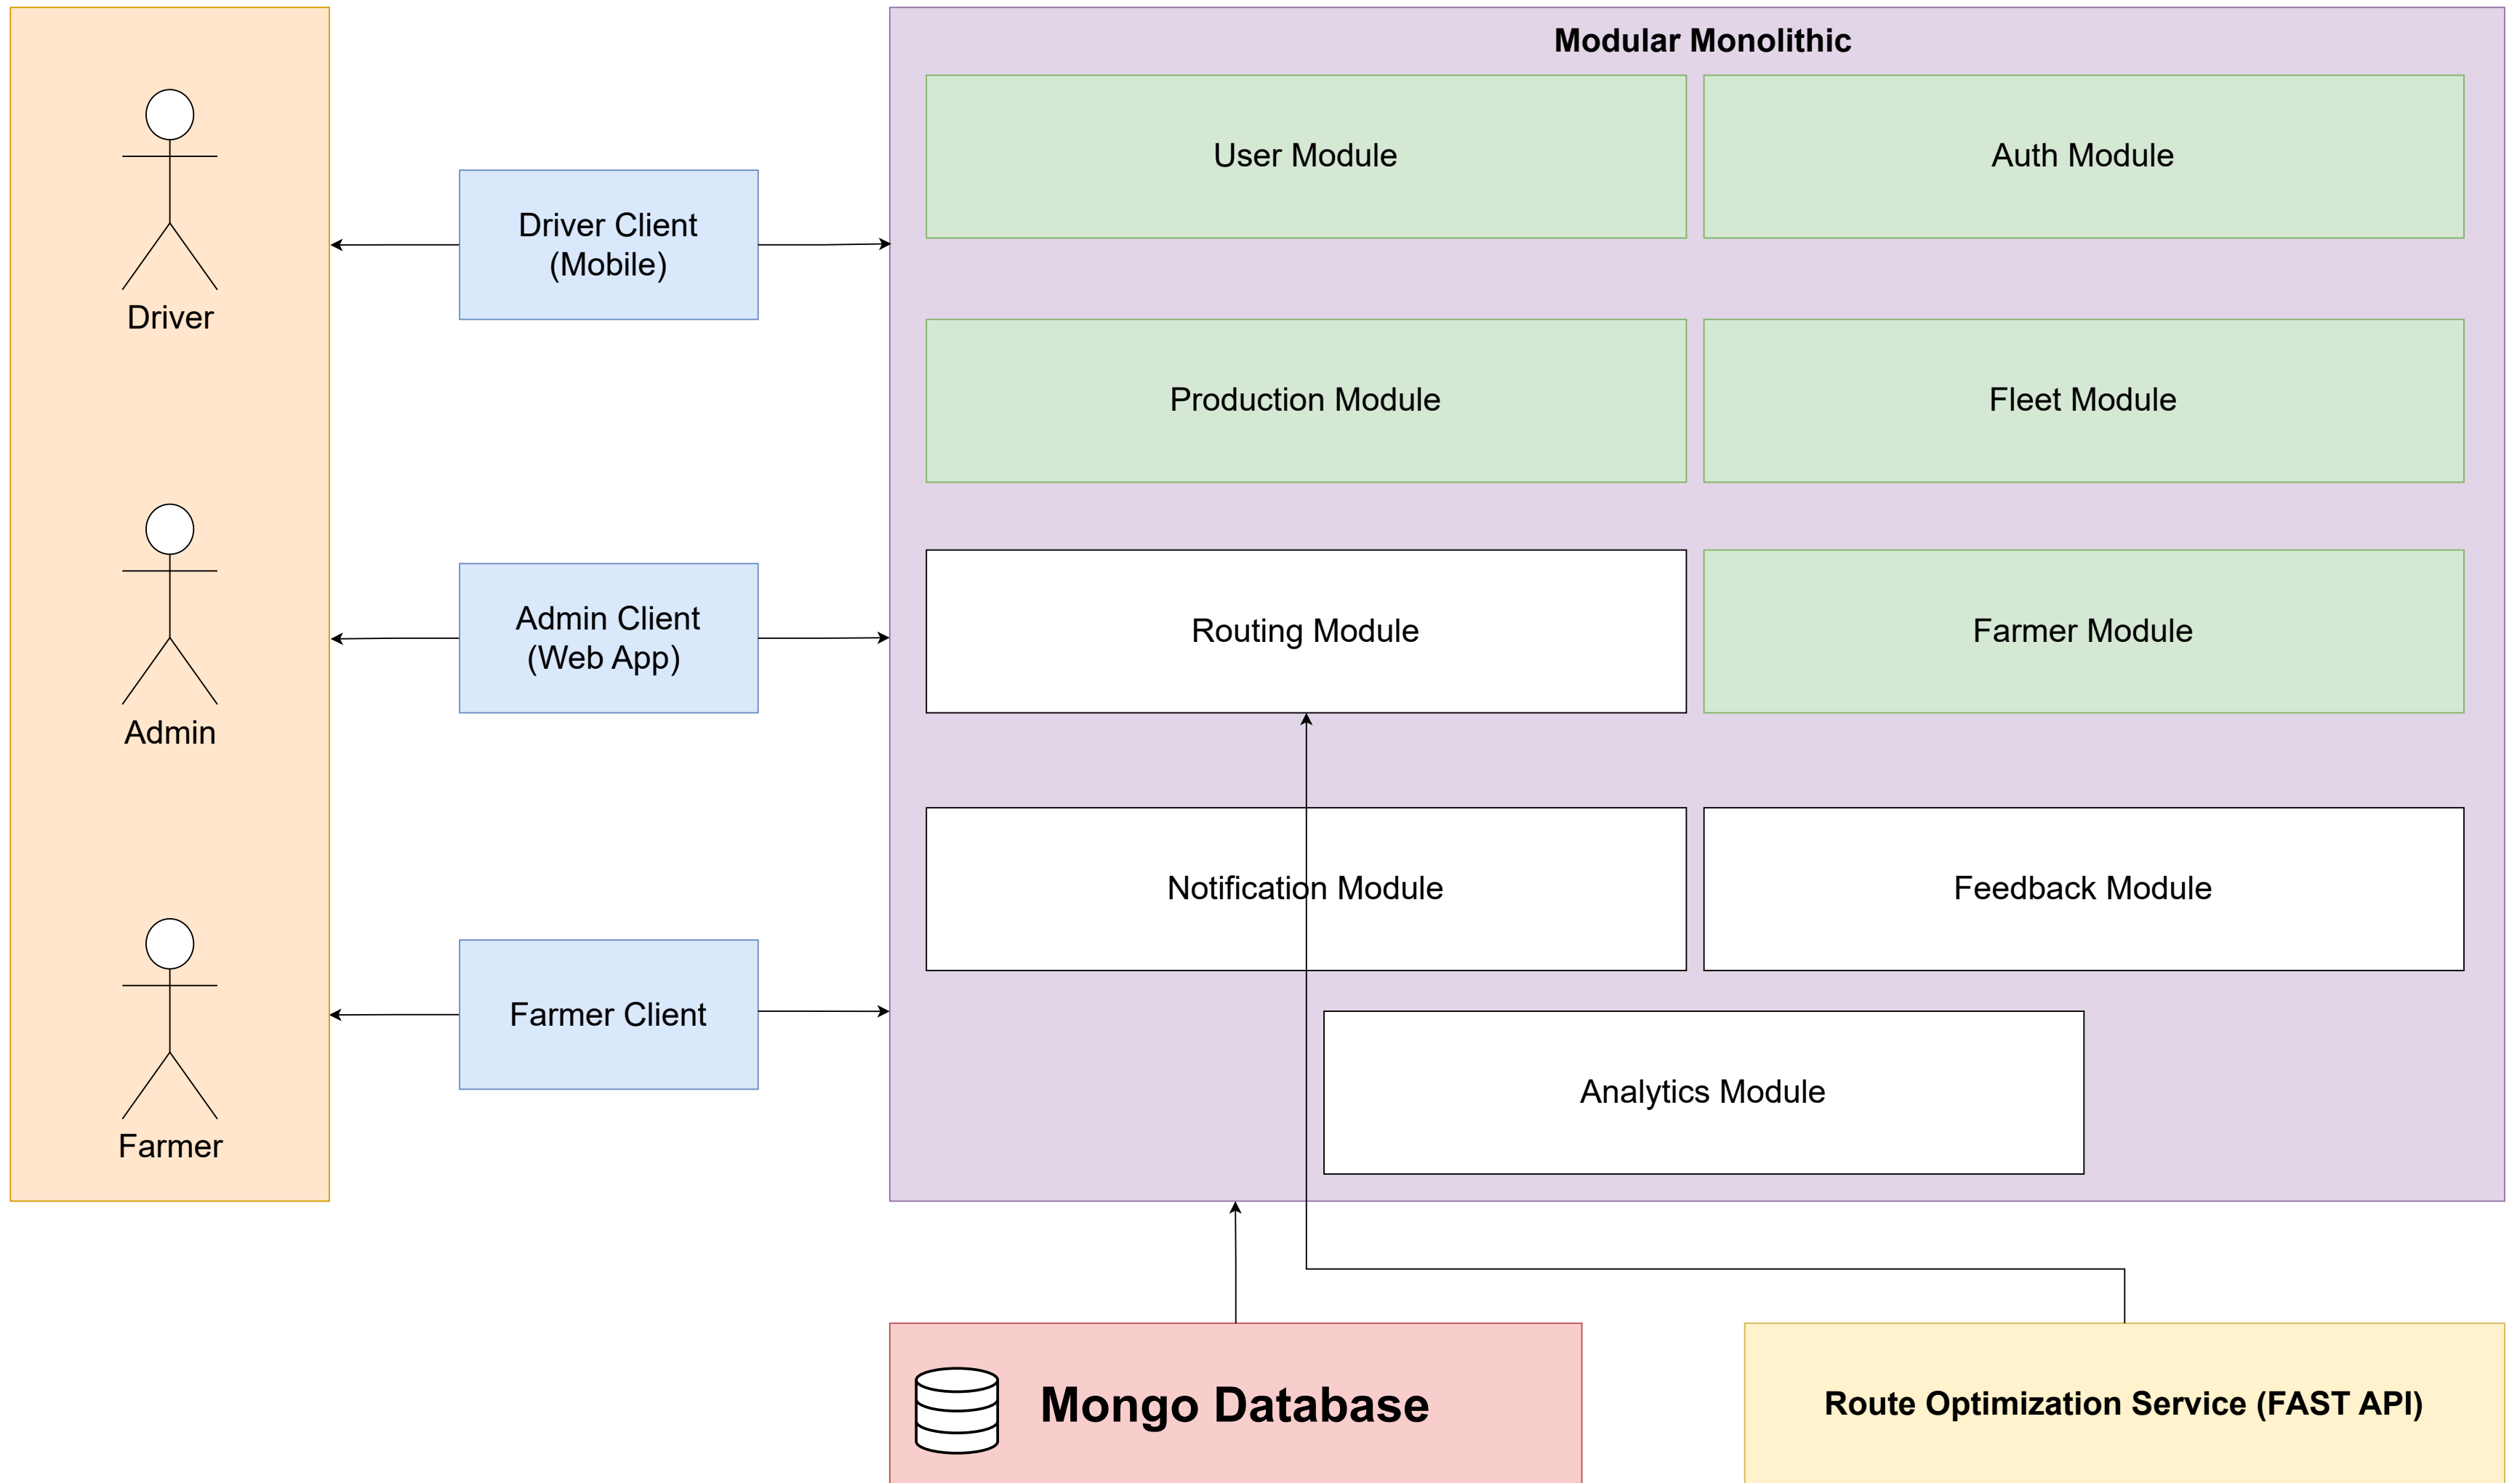 Modular Monolithic
User Module
Auth Module
Driver Client
(Mobile)
Driver
Production Module
Fleet Module
Admin Client
(Web App)
Routing Module
Farmer Module
Admin
Notification Module
Feedback Module
Farmer Client
Analytics Module
Farmer
Mongo Database
Route Optimization Service (FAST API)